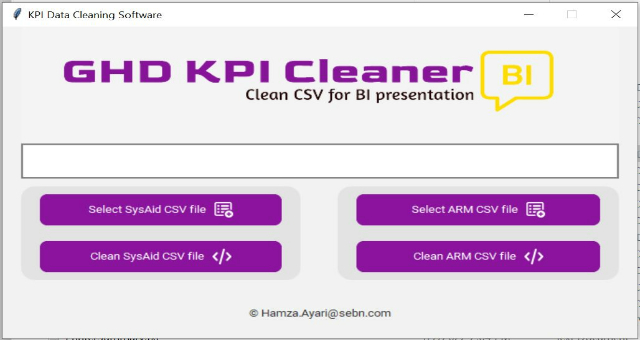 KPI Data Cleaning Software
GHD KPI Cleaner
BI
Clean CSV for BI presentation
Select SysAid CSV file
Select ARM CSV file
Clean SysAid CSV file </>
Clean ARM CSV file </>
© Hamza.Ayari@sebn.com